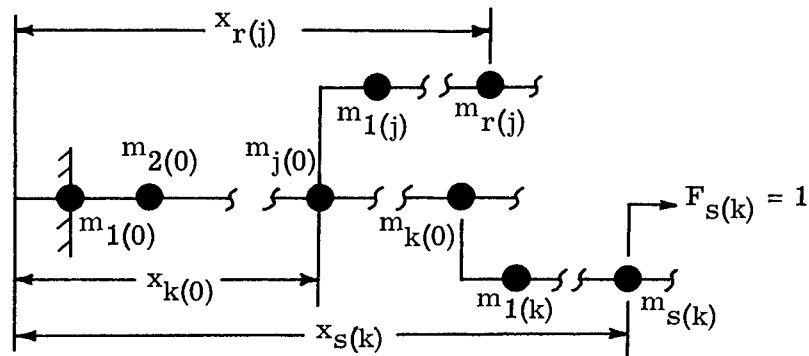 x_r(j)
m_1(j)
m_r(j)
m_2(0)
m_j(0)
F_s(k) = 1
m_1(0)
m_k(0)
x_k(0)
m_1(k)
m_s(k)
x_s(k)